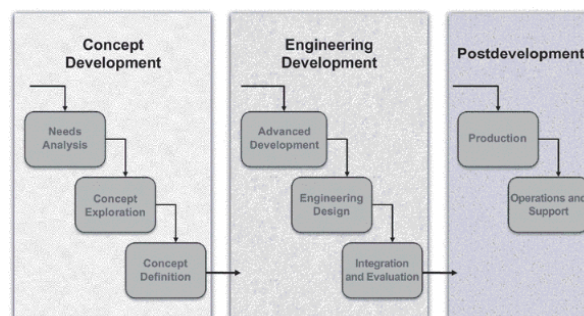 Concept
Development
Needs
Analysis
Concept
Exploration
Concept
Definition
Engineering
Development
Advanced
Development
Engineering
Design
Integration
and Evaluation
Postdevelopment
Production
Operations and
Support